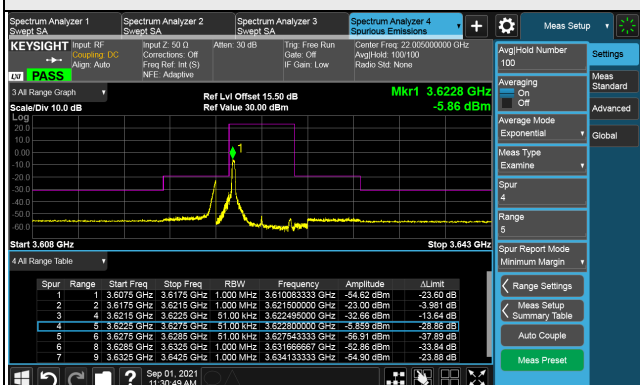 Spectrum Analyzer 1
Swept SA
Spectrum Analyzer 2
Swept SA
Spectrum Analyzer 3
Swept SA
Spectrum Analyzer 4
Spurious Emissions
Meas Setup
KEYSIGHT
Input: RF
Coupling: DC
Align: Auto
Input Z: 50 Ω
Corrections: Off
Freq Ref: Int (S)
NFE: Adaptive
Atten: 30 dB
Trig: Free Run
Gate: Off
IF Gain: Low
Center Freq: 22.005000000 GHz
Avg|Hold: 100/100
Radio Std: None
LXI PASS
3 All Range Graph
Scale/Div 10.0 dB
Ref Lvl Offset 15.50 dB
Ref Value 30.00 dBm
Mkr1 3.6228 GHz
-5.86 dBm
Log
20.0
10.0
0.00
-10.0
-20.0
-30.0
-40.0
-50.0
-60.0
1
Start 3.608 GHz
Stop 3.643 GHz
4 All Range Table
Spur Range Start Freq Stop Freq RBW Frequency Amplitude ΔLimit
1 1 3.6075 GHz 3.6175 GHz 1.000 MHz 3.610083333 GHz -54.62 dBm -23.60 dB
2 2 3.6175 GHz 3.6215 GHz 1.000 MHz 3.621500000 GHz -23.00 dBm -3.981 dB
3 4 3.6215 GHz 3.6225 GHz 51.00 kHz 3.622495000 GHz -32.66 dBm -13.64 dB
4 5 3.6225 GHz 3.6275 GHz 51.00 kHz 3.622800000 GHz -5.859 dBm -28.86 dB
5 6 3.6275 GHz 3.6285 GHz 51.00 kHz 3.627543333 GHz -56.91 dBm -37.89 dB
6 8 3.6285 GHz 3.6325 GHz 1.000 MHz 3.631666667 GHz -52.86 dBm -33.84 dB
7 9 3.6325 GHz 3.6425 GHz 1.000 MHz 3.634133333 GHz -54.90 dBm -23.88 dB
Sep 01, 2021
11:30:49 AM
Avg|Hold Number
100
Averaging
On
Off
Average Mode
Exponential
Meas Type
Examine
Spur
4
Range
5
Spur Report Mode
Minimum Margin
Range Settings
Meas Setup
Summary Table
Auto Couple
Meas Preset
Settings
Meas
Standard
Advanced
Global